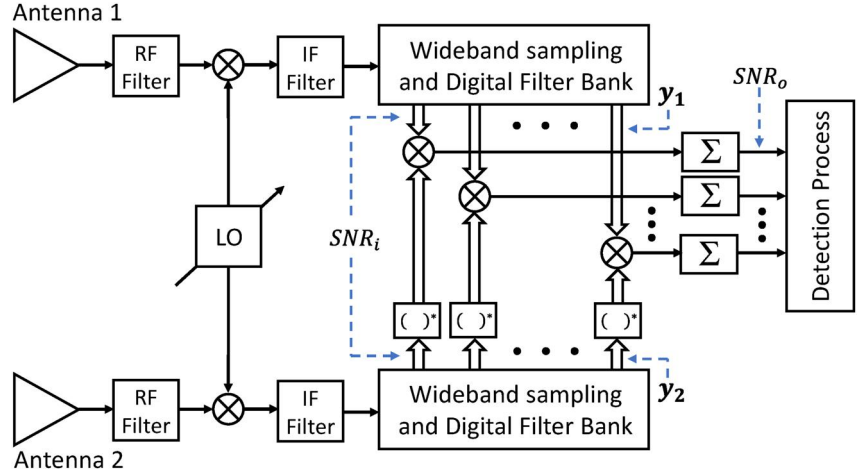 Antenna 1
RF
Filter
IF
Filter
Wideband sampling
and Digital Filter Bank
y₁
SNRₒ
Σ
Σ
Σ
Detection Process
LO
SNRᵢ
( )*
( )*
( )*
y₂
RF
Filter
IF
Filter
Wideband sampling
and Digital Filter Bank
Antenna 2